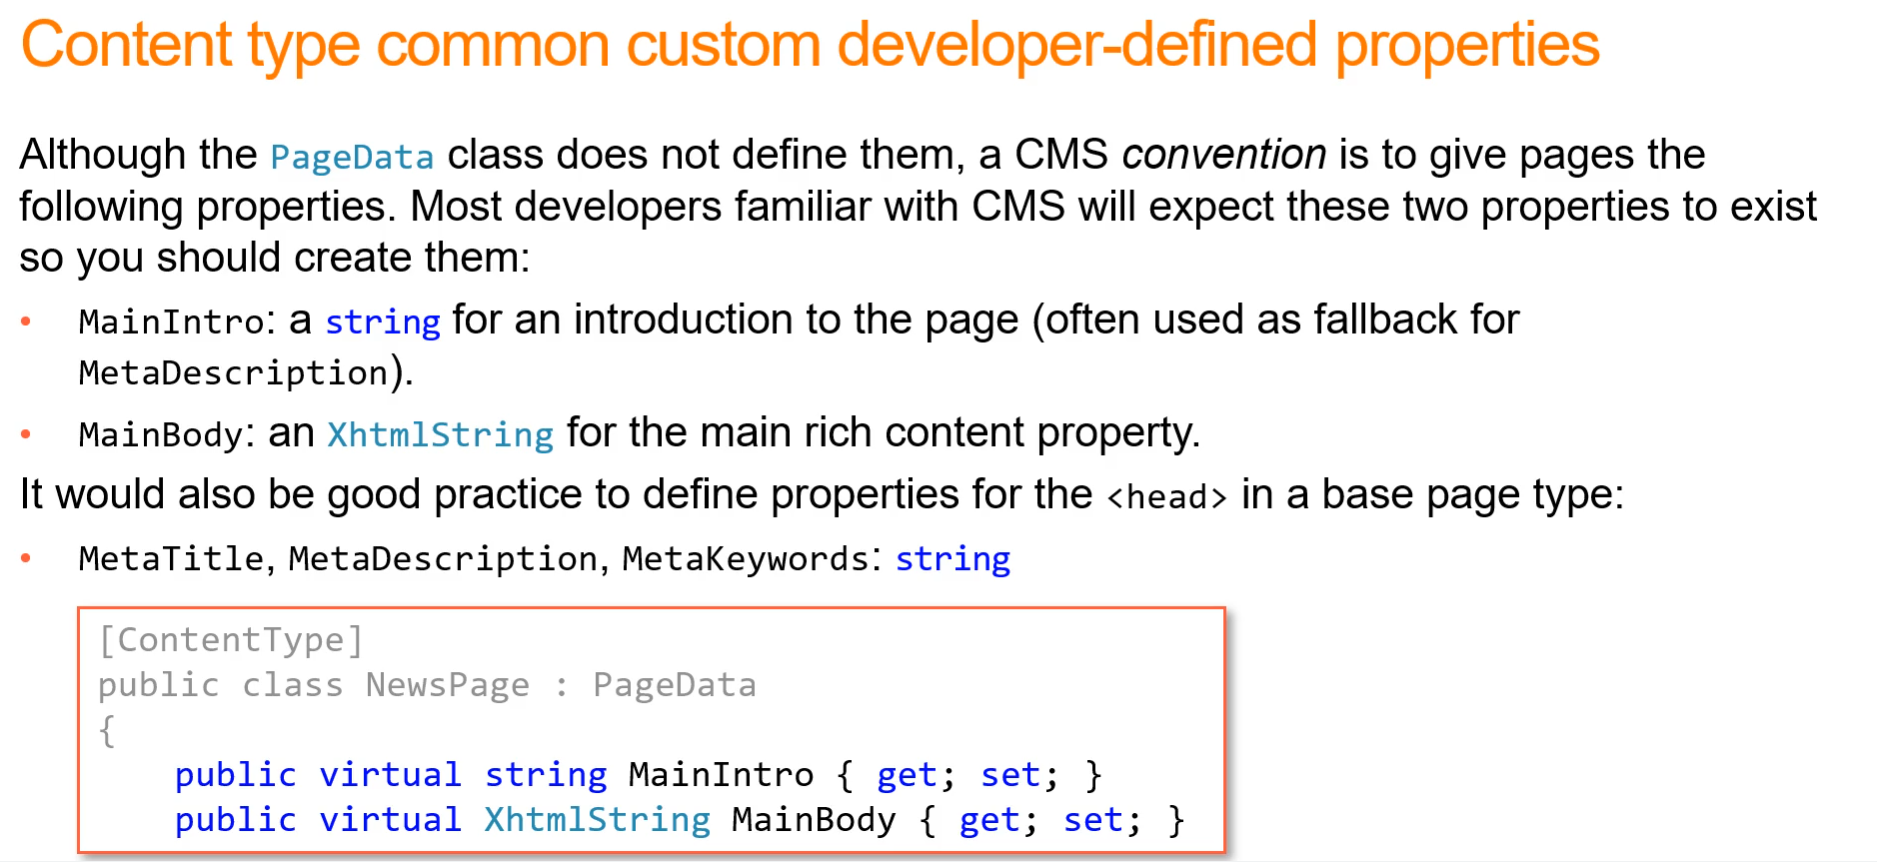 Content type common custom developer-defined properties
Although the PageData class does not define them, a CMS convention is to give pages the
following properties. Most developers familiar with CMS will expect these two properties to exist
so you should create them:
• MainIntro: a string for an introduction to the page (often used as fallback for
MetaDescription).
• MainBody: an XhtmlString for the main rich content property.
It would also be good practice to define properties for the <head> in a base page type:
• MetaTitle, MetaDescription, MetaKeywords: string
[ContentType]
public class NewsPage : PageData
{
public virtual string MainIntro { get; set; }
public virtual XhtmlString MainBody { get; set; }